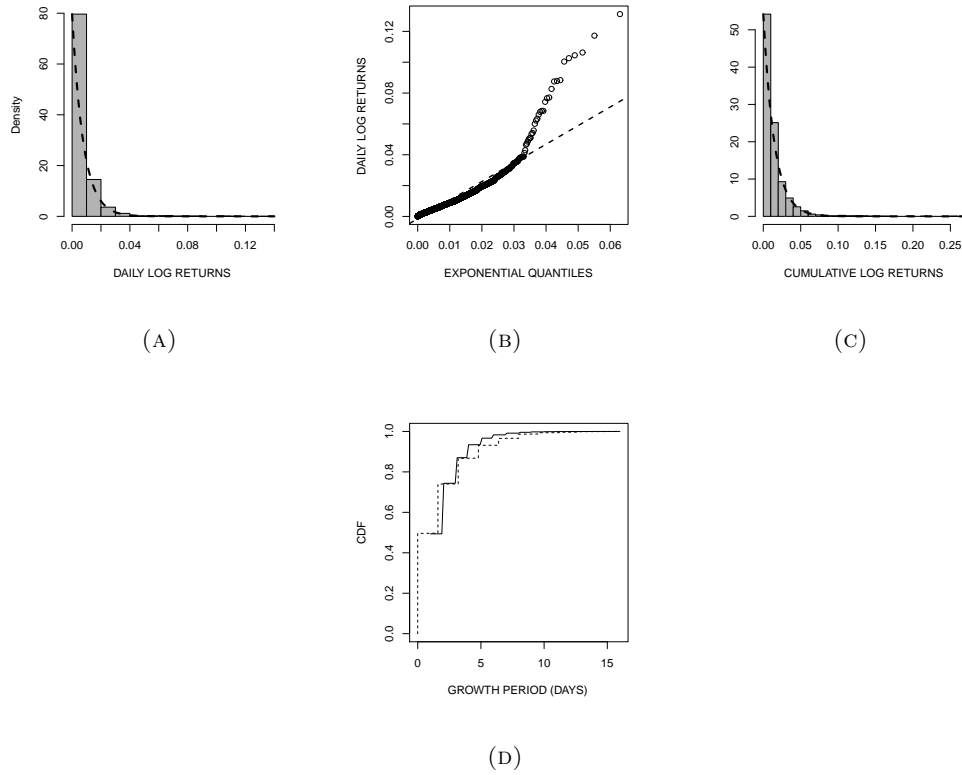 Density
0 20 40 60 80
0.00 0.04 0.08 0.12
DAILY LOG RETURNS
(A)
DAILY LOG RETURNS
0.00 0.04 0.08 0.12
0.00 0.01 0.02 0.03 0.04 0.05 0.06
EXPONENTIAL QUANTILES
(B)
0 10 20 30 40 50
0.00 0.05 0.10 0.15 0.20 0.25
CUMULATIVE LOG RETURNS
(C)
CDF
0.0 0.2 0.4 0.6 0.8 1.0
0 5 10 15
GROWTH PERIOD (DAYS)
(D)